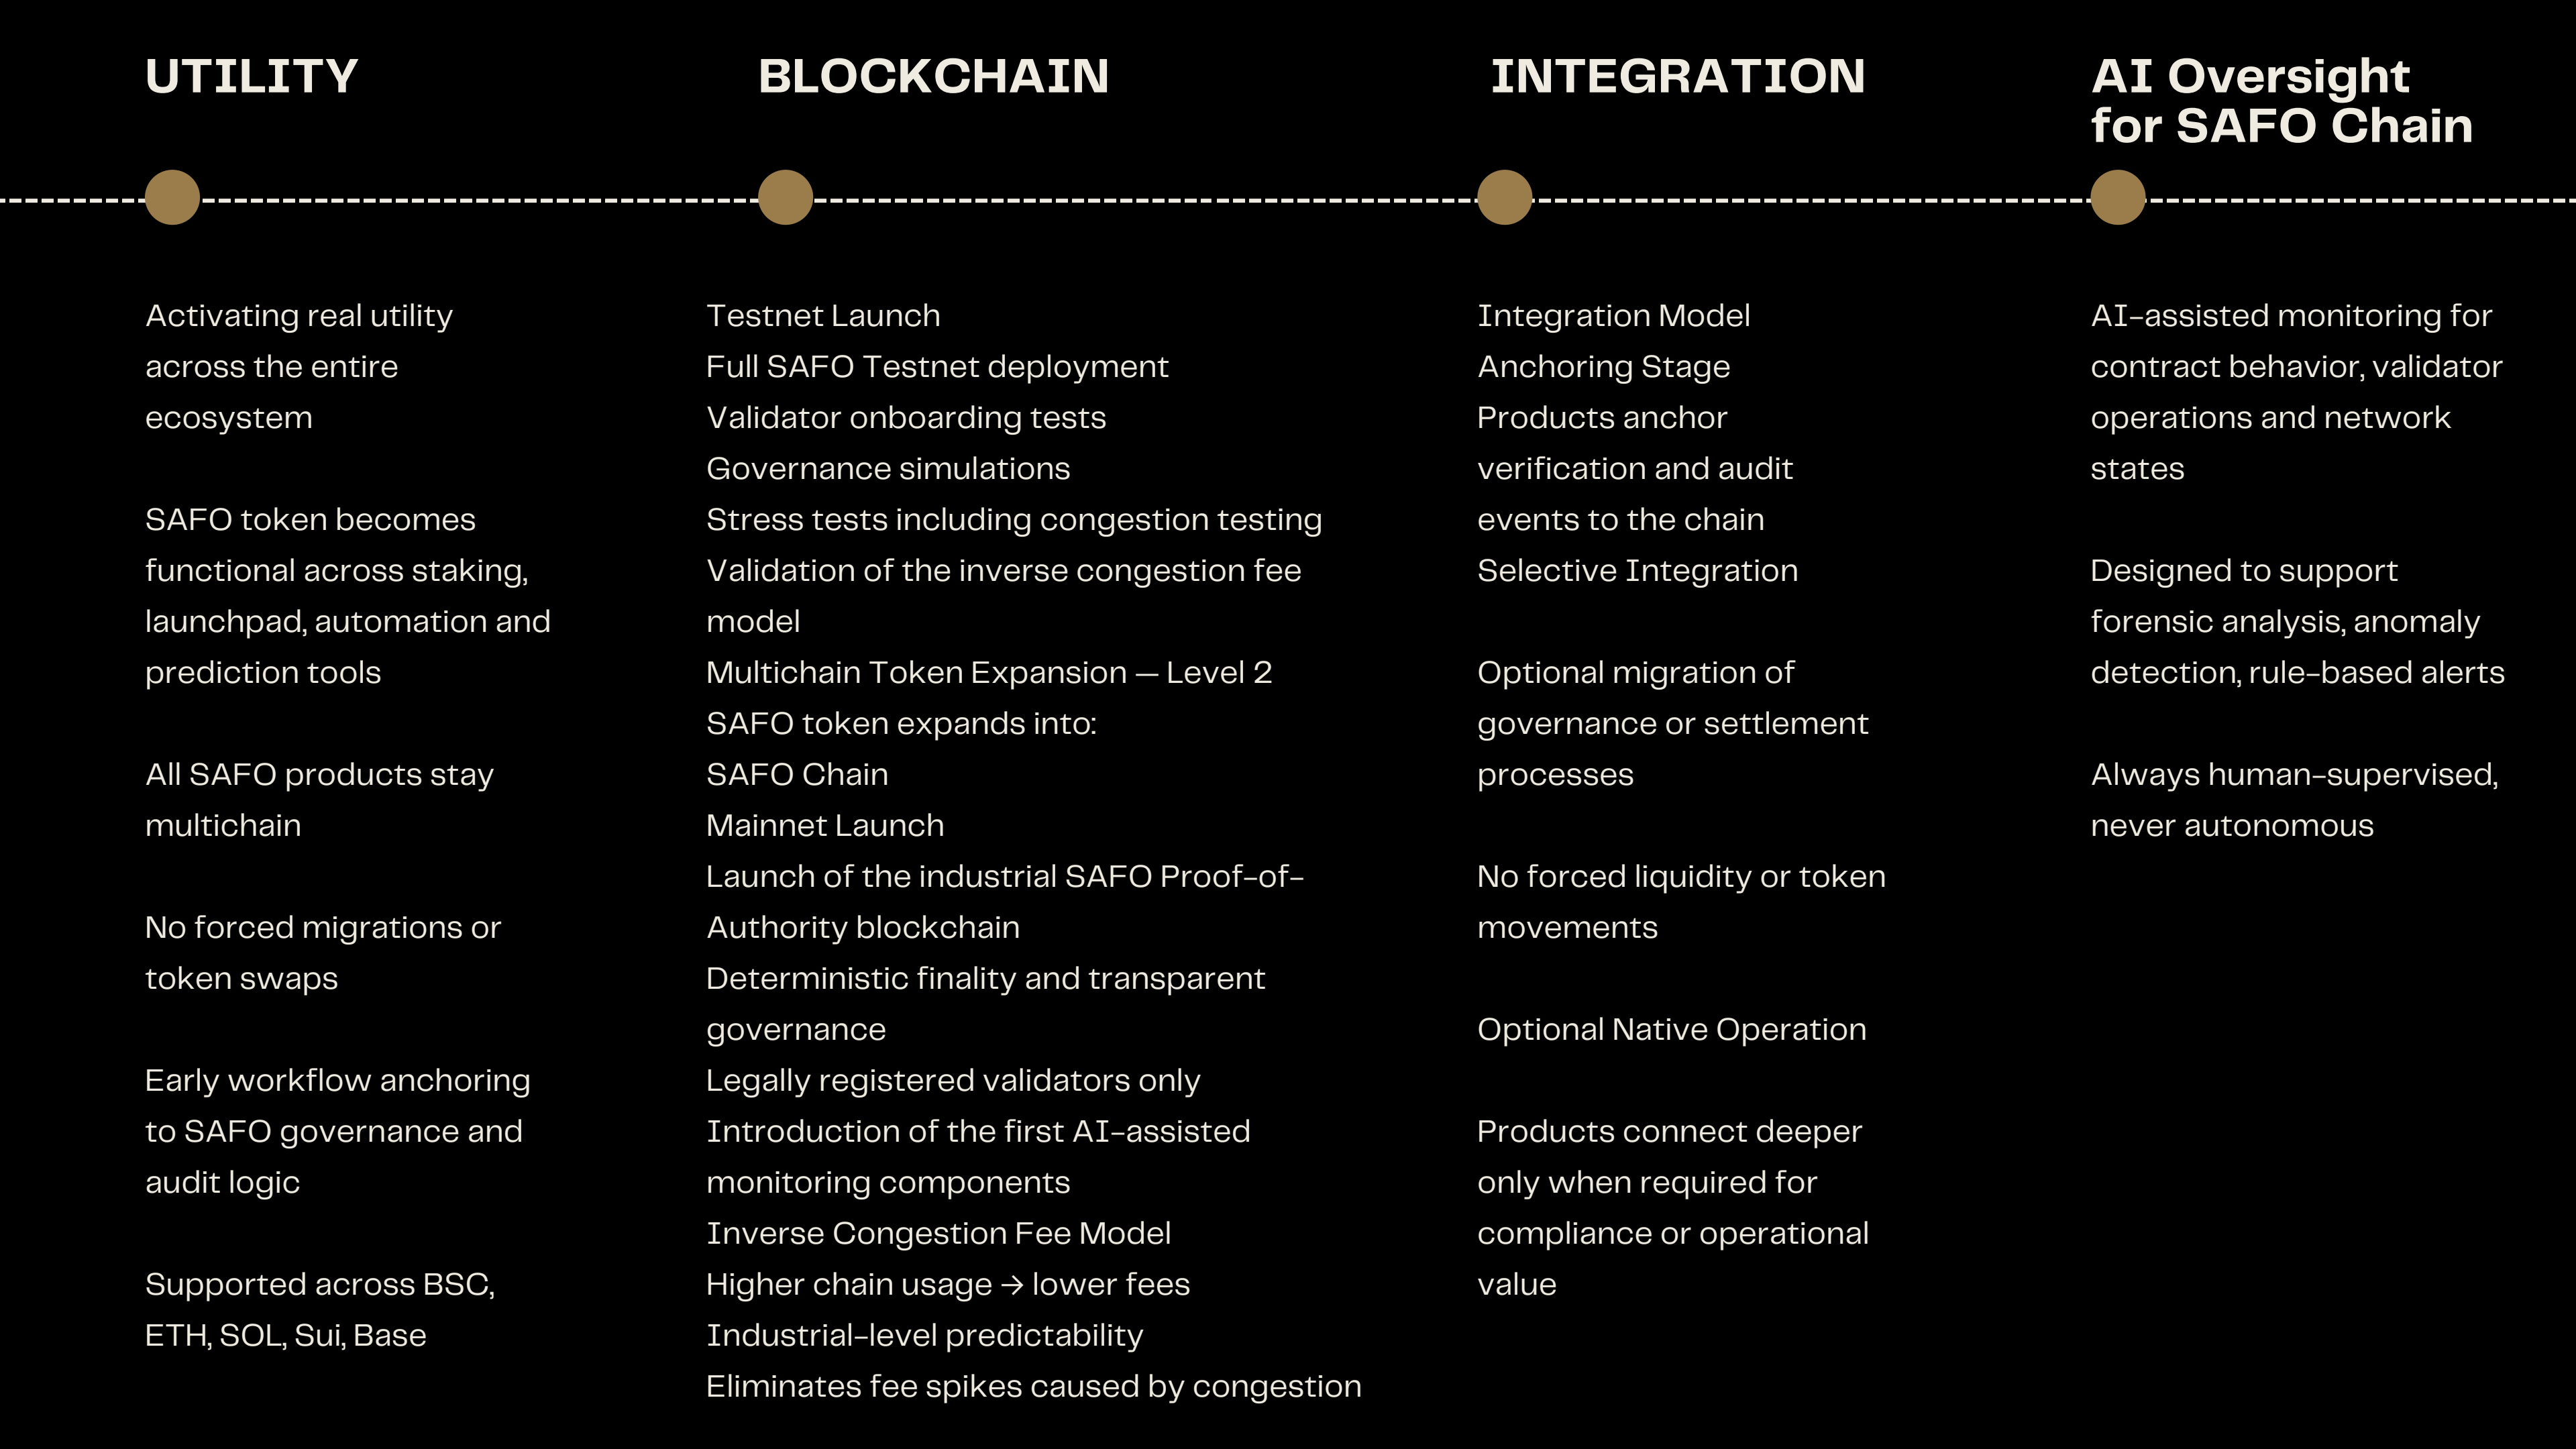 UTILITY
Activating real utility
across the entire
ecosystem
SAFO token becomes
functional across staking,
launchpad, automation and
prediction tools
All SAFO products stay
multichain
No forced migrations or
token swaps
Early workflow anchoring
to SAFO governance and
audit logic
Supported across BSC,
ETH, SOL, Sui, Base
BLOCKCHAIN
Testnet Launch
Full SAFO Testnet deployment
Validator onboarding tests
Governance simulations
Stress tests including congestion testing
Validation of the inverse congestion fee
model
Multichain Token Expansion — Level 2
SAFO token expands into:
SAFO Chain
Mainnet Launch
Launch of the industrial SAFO Proof-of-
Authority blockchain
Deterministic finality and transparent
governance
Legally registered validators only
Introduction of the first AI-assisted
monitoring components
Inverse Congestion Fee Model
Higher chain usage → lower fees
Industrial-level predictability
Eliminates fee spikes caused by congestion
INTEGRATION
Integration Model
Anchoring Stage
Products anchor
verification and audit
events to the chain
Selective Integration
Optional migration of
governance or settlement
processes
No forced liquidity or token
movements
Optional Native Operation
Products connect deeper
only when required for
compliance or operational
value
AI Oversight
for SAFO Chain
AI-assisted monitoring for
contract behavior, validator
operations and network
states
Designed to support
forensic analysis, anomaly
detection, rule-based alerts
Always human-supervised,
never autonomous